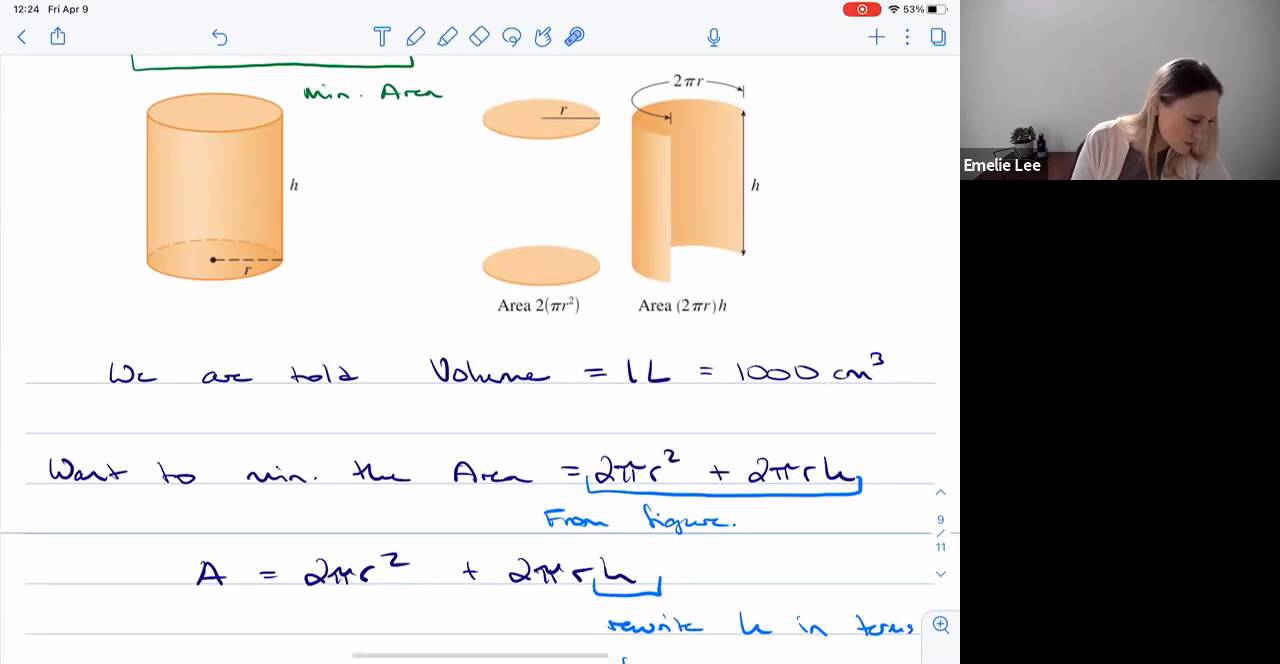 12:24 Fri Apr 9
53%
min. Area
2πr
r
h
h
r
Area 2(πr²)
Area (2πr)h
Emelie Lee
We are told Volume = 1L = 1000 cm³
Want to min. the Area = 2πr² + 2πrh
From figure.
9
/
11
A = 2πr² + 2πrh
rewrite h in terms